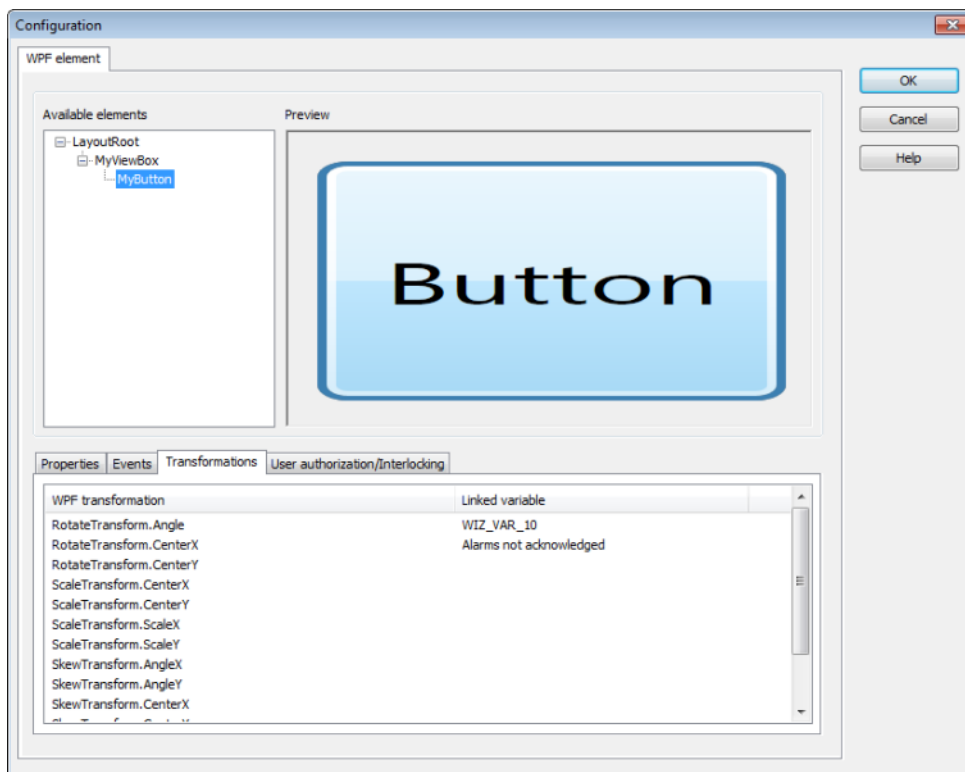 Configuration
WPF element
OK
Cancel
Help
Available elements
Preview
LayoutRoot
MyViewBox
MyButton
Button
Properties Events Transformations User authorization/Interlocking
WPF transformation Linked variable
RotateTransform.Angle WIZ_VAR_10
RotateTransform.CenterX Alarms not acknowledged
RotateTransform.CenterY
ScaleTransform.CenterX
ScaleTransform.CenterY
ScaleTransform.ScaleX
ScaleTransform.ScaleY
SkewTransform.AngleX
SkewTransform.AngleY
SkewTransform.CenterX